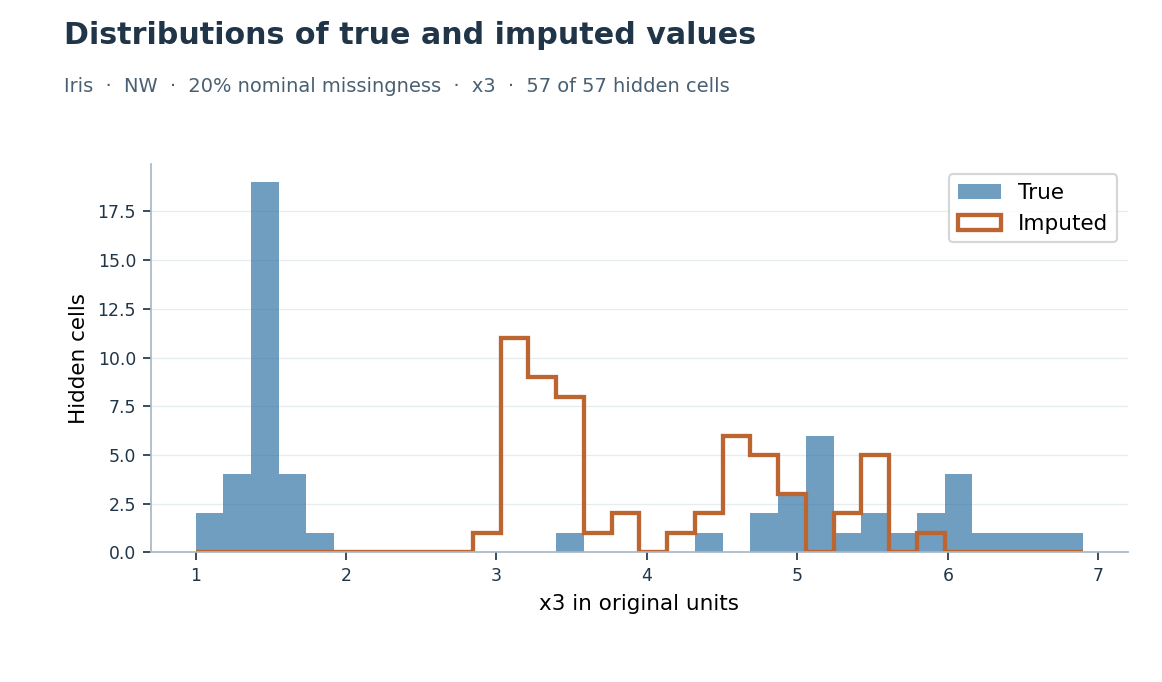 Distributions of true and imputed values
Iris · NW · 20% nominal missingness · x3 · 57 of 57 hidden cells
True
Imputed
Hidden cells
17.5
15.0
12.5
10.0
7.5
5.0
2.5
0.0
1 2 3 4 5 6 7
x3 in original units